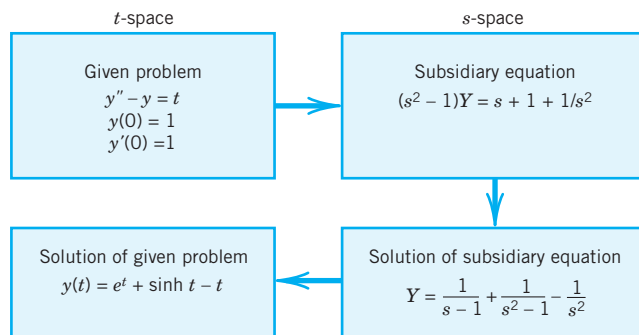 t-space
s-space
Given problem
y″ – y = t
y(0) = 1
y′(0) =1
Subsidiary equation
(s² – 1)Y = s + 1 + 1/s²
Solution of given problem
y(t) = eᵗ + sinh t – t
Solution of subsidiary equation
Y = 1/(s – 1) + 1/(s² – 1) – 1/s²